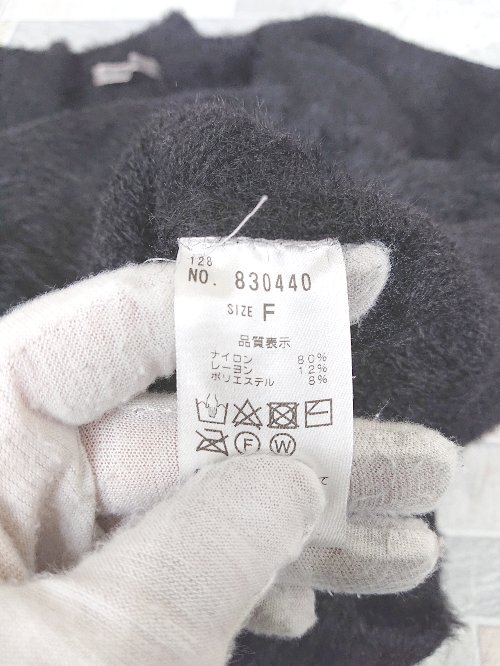 128
NO. 830440
SIZE F
品質表示
ナイロン 80%
レーヨン 12%
ポリエステル 8%
F W
て